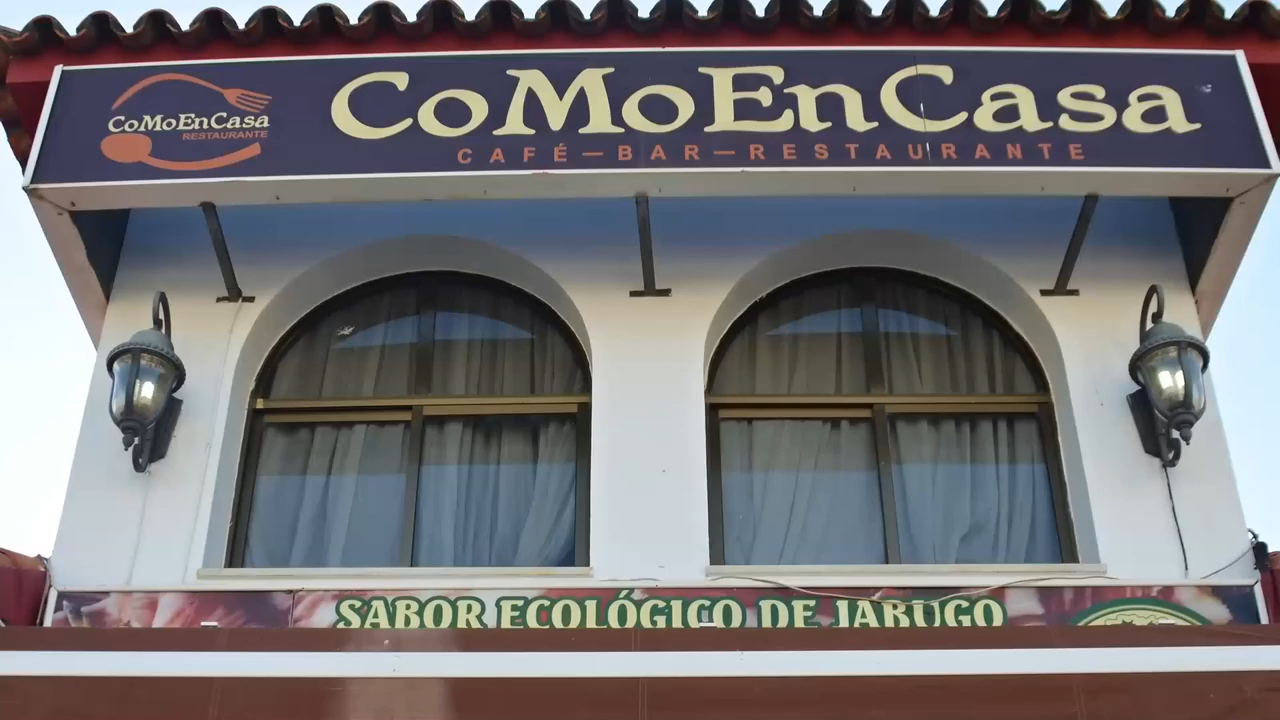 CoMoEnCasa
RESTAURANTE
CoMoEnCasa
CAFÉ—BAR—RESTAURANTE
SABOR ECOLÓGICO DE JABUGO